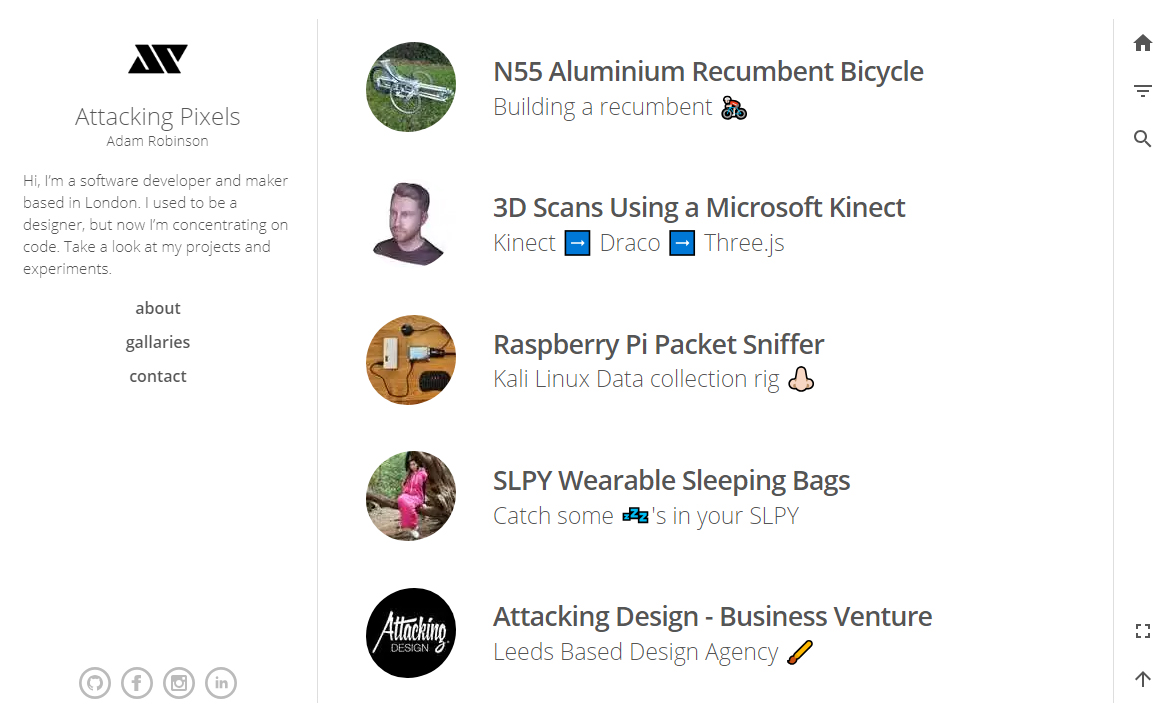 Attacking Pixels
Adam Robinson
Hi, I'm a software developer and maker
based in London. I used to be a
designer, but now I'm concentrating on
code. Take a look at my projects and
experiments.
about
gallaries
contact
in
N55 Aluminium Recumbent Bicycle
Building a recumbent 🚴
3D Scans Using a Microsoft Kinect
Kinect ➡️ Draco ➡️ Three.js
Raspberry Pi Packet Sniffer
Kali Linux Data collection rig 👃
SLPY Wearable Sleeping Bags
Catch some 💤's in your SLPY
Attacking
DESIGN
Attacking Design - Business Venture
Leeds Based Design Agency 🖌️